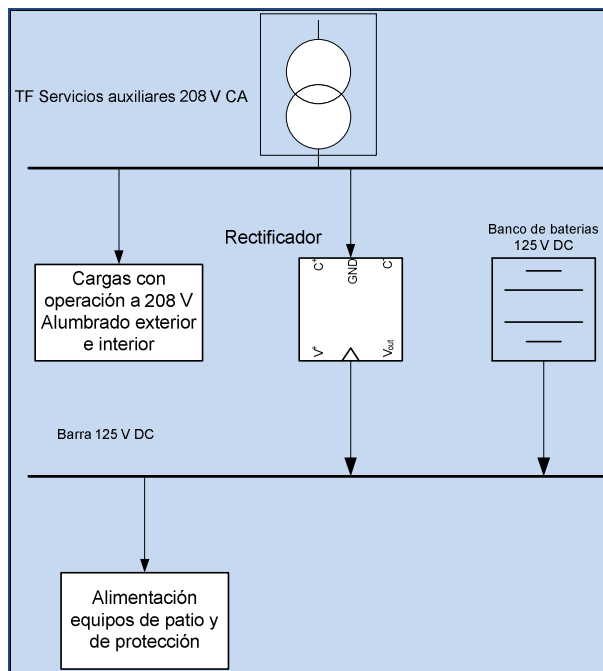 TF Servicios auxiliares 208 V CA
Rectificador
Banco de baterias
125 V DC
Cargas con
operación a 208 V
Alumbrado exterior
e interior
C+
GND
C-
V+
Vout
Barra 125 V DC
Alimentación
equipos de patio y
de protección